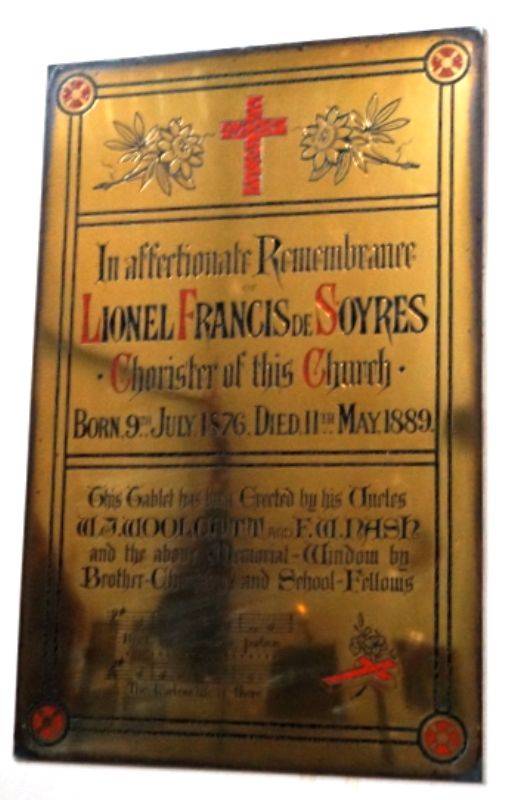 In affectionate Remembrance
OF
LIONEL FRANCIS DE SOYRES
· Chorister of this Church ·
BORN. 9TH JULY. 1876. DIED. 11TH MAY. 1889.
This Tablet has been Erected by his Uncles
W.J. WOOLCOTT AND F.W. NASH
and the above Memorial-Window by
Brother-Choristers and School-Fellows